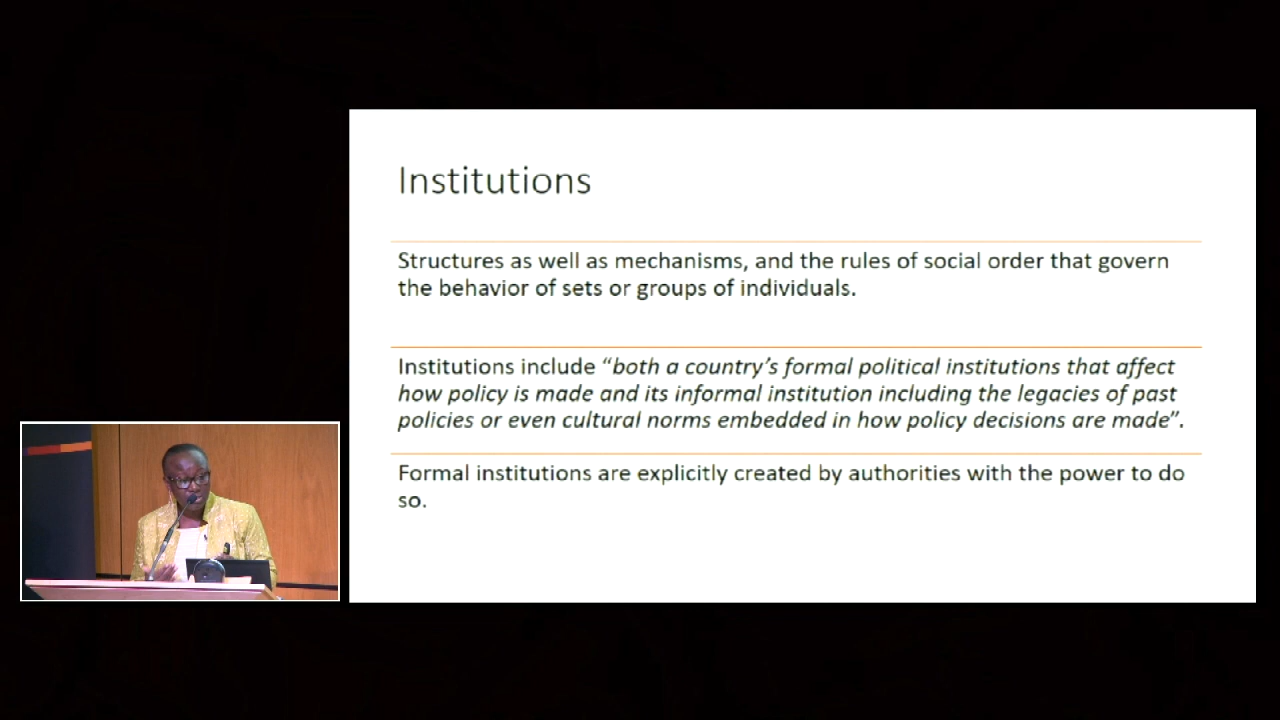 Institutions
Structures as well as mechanisms, and the rules of social order that govern
the behavior of sets or groups of individuals.
Institutions include “both a country’s formal political institutions that affect
how policy is made and its informal institution including the legacies of past
policies or even cultural norms embedded in how policy decisions are made”.
Formal institutions are explicitly created by authorities with the power to do
so.